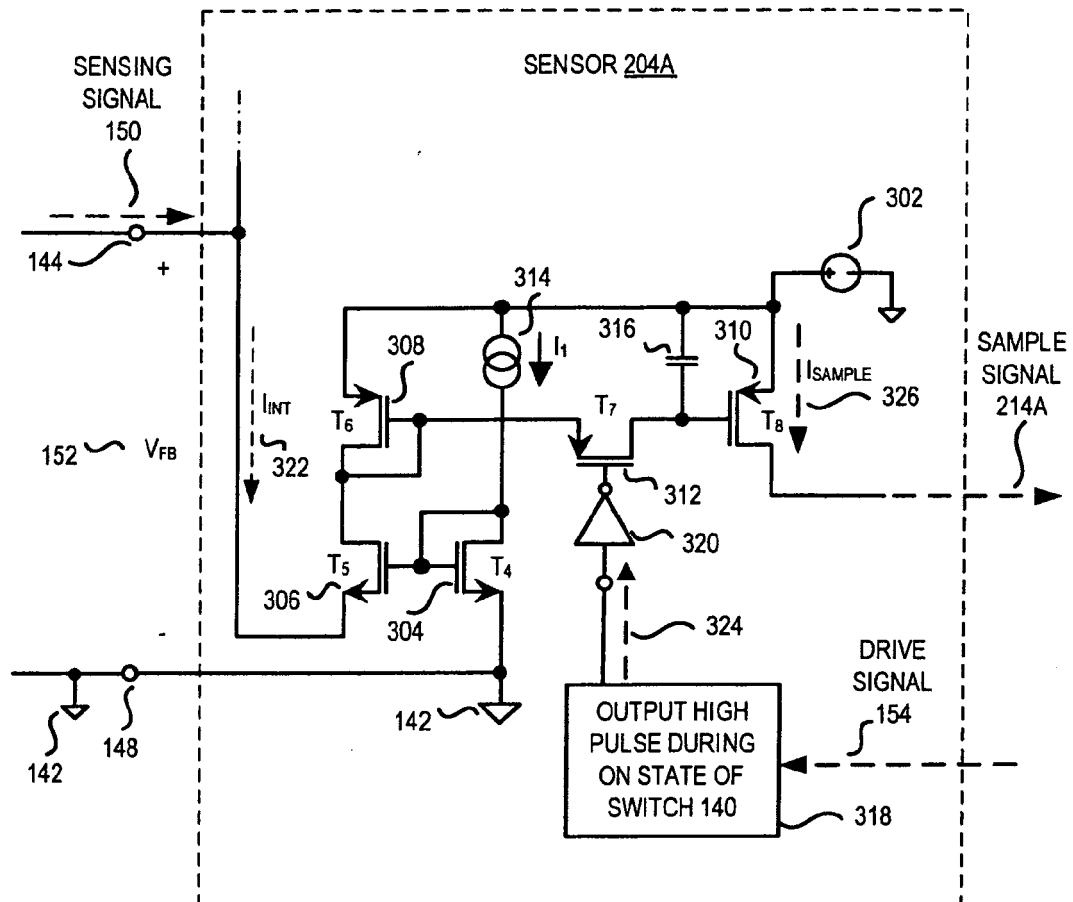 SENSOR 204A
SENSING
SIGNAL
150
144
+
302
314
316
310
I1
308
ISAMPLE
326
SAMPLE
SIGNAL
214A
IINT
322
T6
T7
T8
152
VFB
312
320
T5
T4
306
304
324
-
DRIVE
SIGNAL
154
142
148
142
OUTPUT HIGH
PULSE DURING
ON STATE OF
SWITCH 140
318
+ -